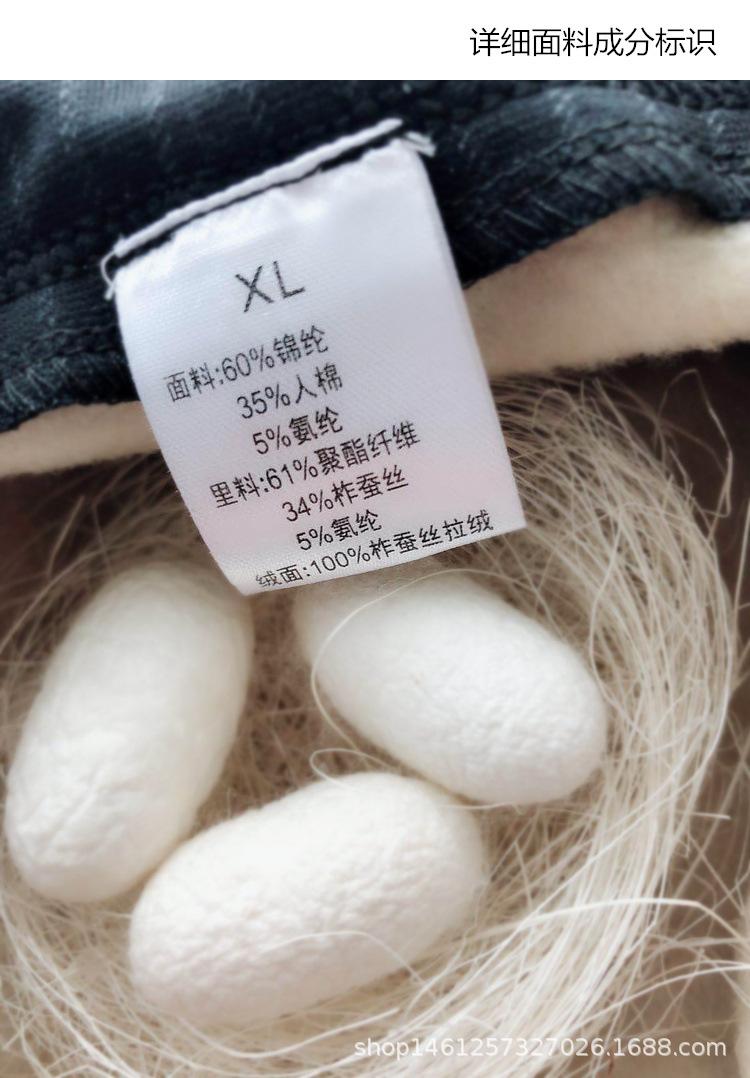 详细面料成分标识
XL
面料:60%锦纶
35%人棉
5%氨纶
里料:61%聚酯纤维
34%柞蚕丝
5%氨纶
绒面:100%柞蚕丝拉绒
shop1461257327026.1688.com